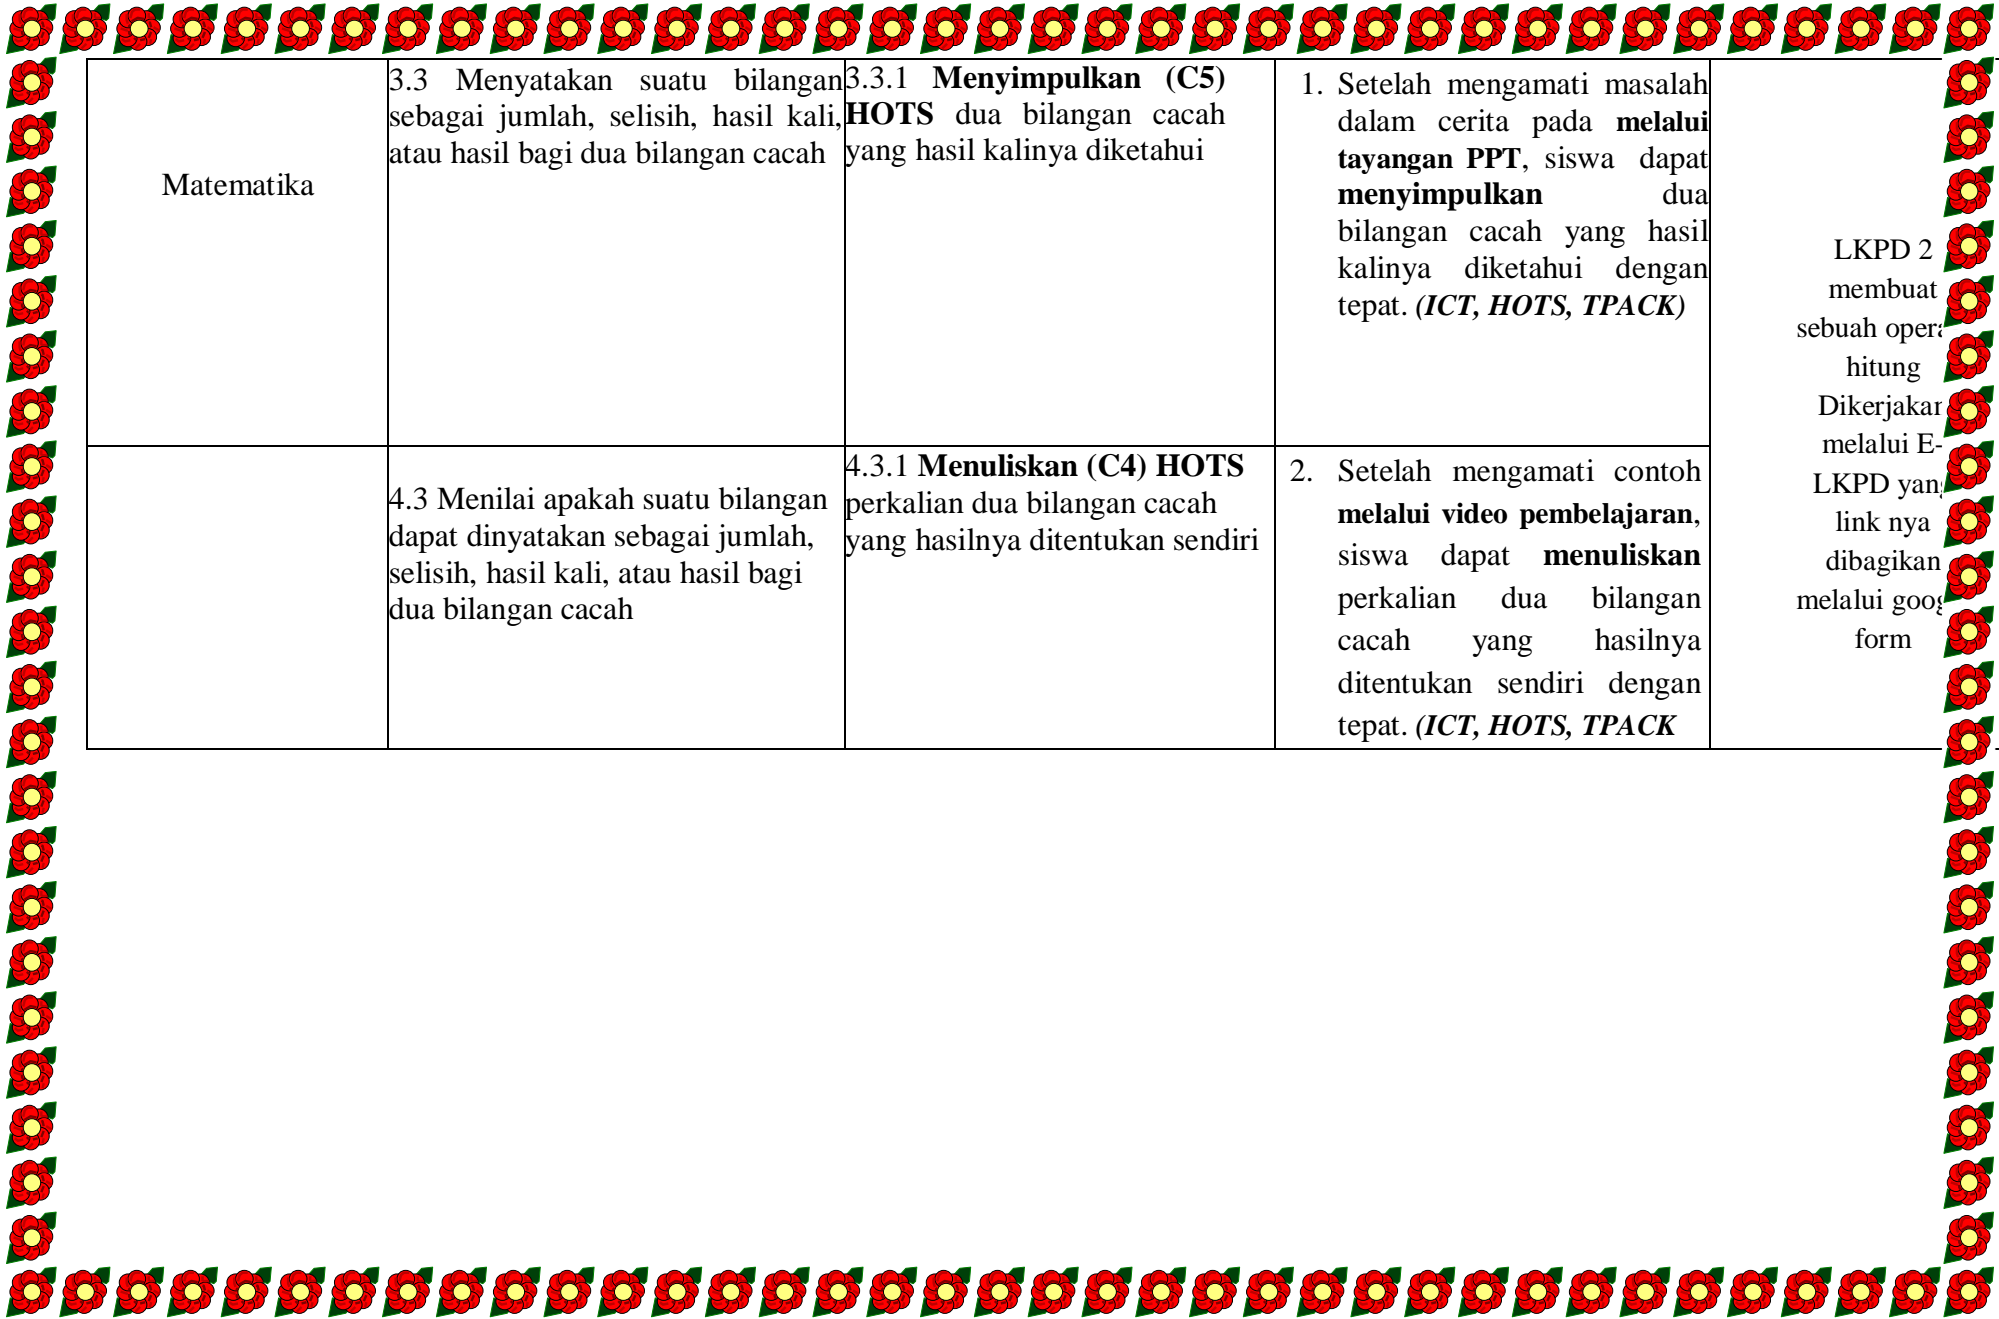 Matematika
3.3 Menyatakan suatu bilangan
sebagai jumlah, selisih, hasil kali,
atau hasil bagi dua bilangan cacah
3.3.1 Menyimpulkan (C5)
HOTS dua bilangan cacah
yang hasil kalinya diketahui
1. Setelah mengamati masalah
dalam cerita pada melalui
tayangan PPT, siswa dapat
menyimpulkan dua
bilangan cacah yang hasil
kalinya diketahui dengan
tepat. (ICT, HOTS, TPACK)
LKPD 2
membuat
sebuah
hitung
Dikerjakan
melalui E-
LKPD
link nya
dibagikan
melalui
form
4.3 Menilai apakah suatu bilangan
dapat dinyatakan sebagai jumlah,
selisih, hasil kali, atau hasil bagi
dua bilangan cacah
4.3.1 Menuliskan (C4) HOTS
perkalian dua bilangan cacah
yang hasilnya ditentukan sendiri
2. Setelah mengamati contoh
melalui video pembelajaran,
siswa dapat menuliskan
perkalian dua bilangan
cacah yang hasilnya
ditentukan sendiri dengan
tepat. (ICT, HOTS, TPACK